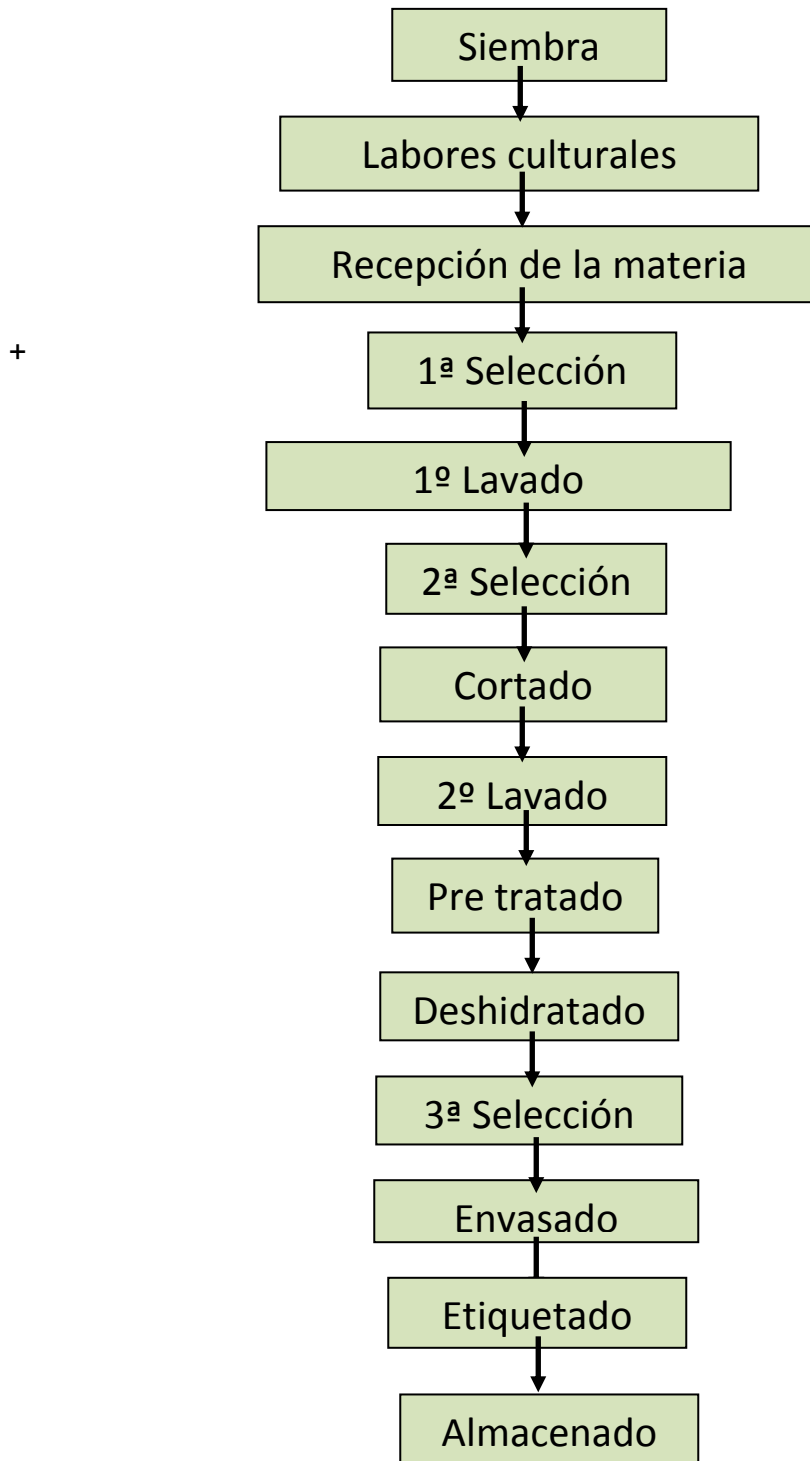 Siembra
Labores culturales
Recepción de la materia
+
1ª Selección
1º Lavado
2ª Selección
Cortado
2º Lavado
Pre tratado
Deshidratado
3ª Selección
Envasado
Etiquetado
Almacenado